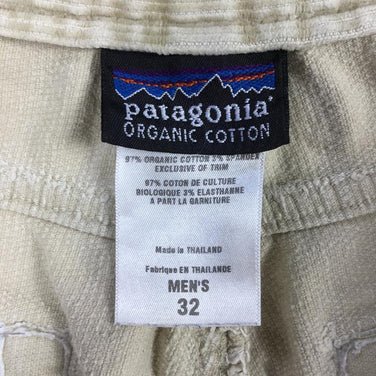 patagonia®
ORGANIC COTTON
97% ORGANIC COTTON 3% SPANDEX
EXCLUSIVE OF TRIM
97% COTON DE CULTURE
BIOLOGIQUE 3% ELASTHANNE
A PART LA GARNITURE
Made in THAILAND
Fabrique EN THAILANDE
MEN'S
32